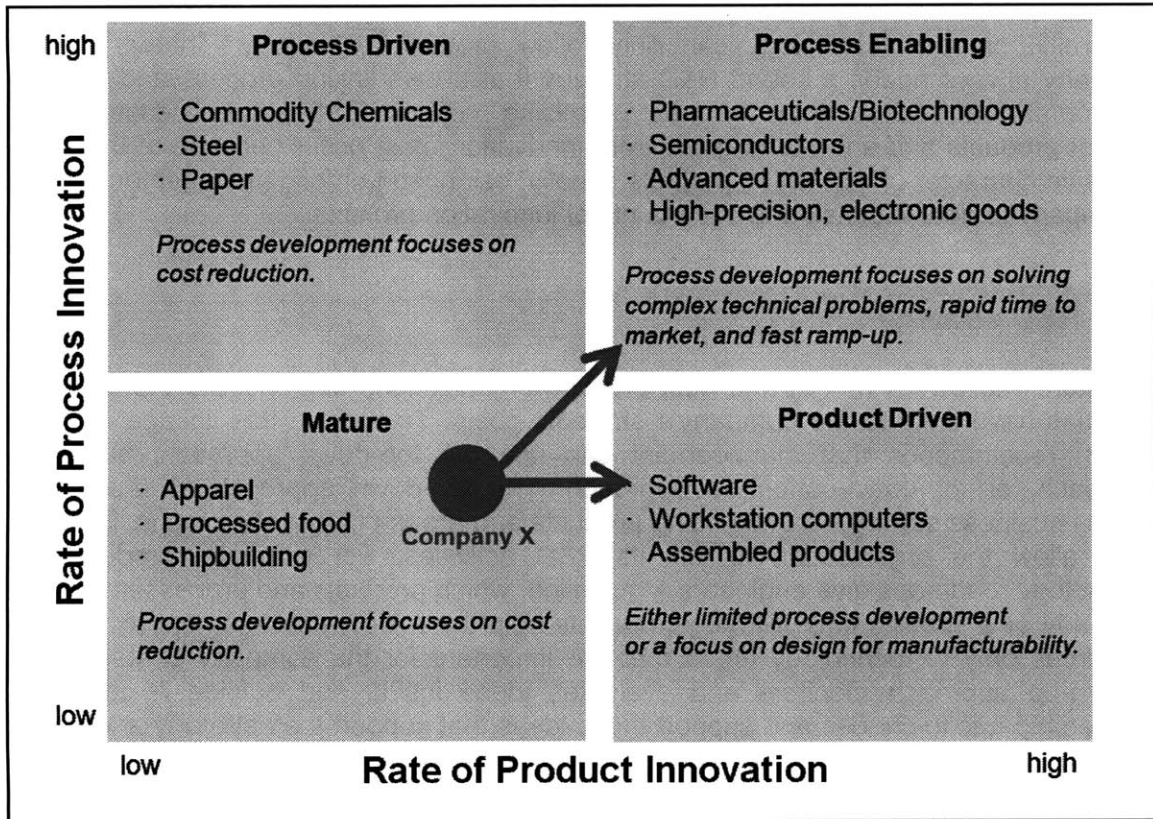 high
Process Driven
· Commodity Chemicals
· Steel
· Paper
Process development focuses on
cost reduction.
Process Enabling
· Pharmaceuticals/Biotechnology
· Semiconductors
· Advanced materials
· High-precision, electronic goods
Process development focuses on solving
complex technical problems, rapid time to
market, and fast ramp-up.
Rate of Process Innovation
Mature
· Apparel
· Processed food
· Shipbuilding
Company X
Process development focuses on cost
reduction.
Product Driven
· Software
· Workstation computers
· Assembled products
Either limited process development
or a focus on design for manufacturability.
low
low
Rate of Product Innovation
high